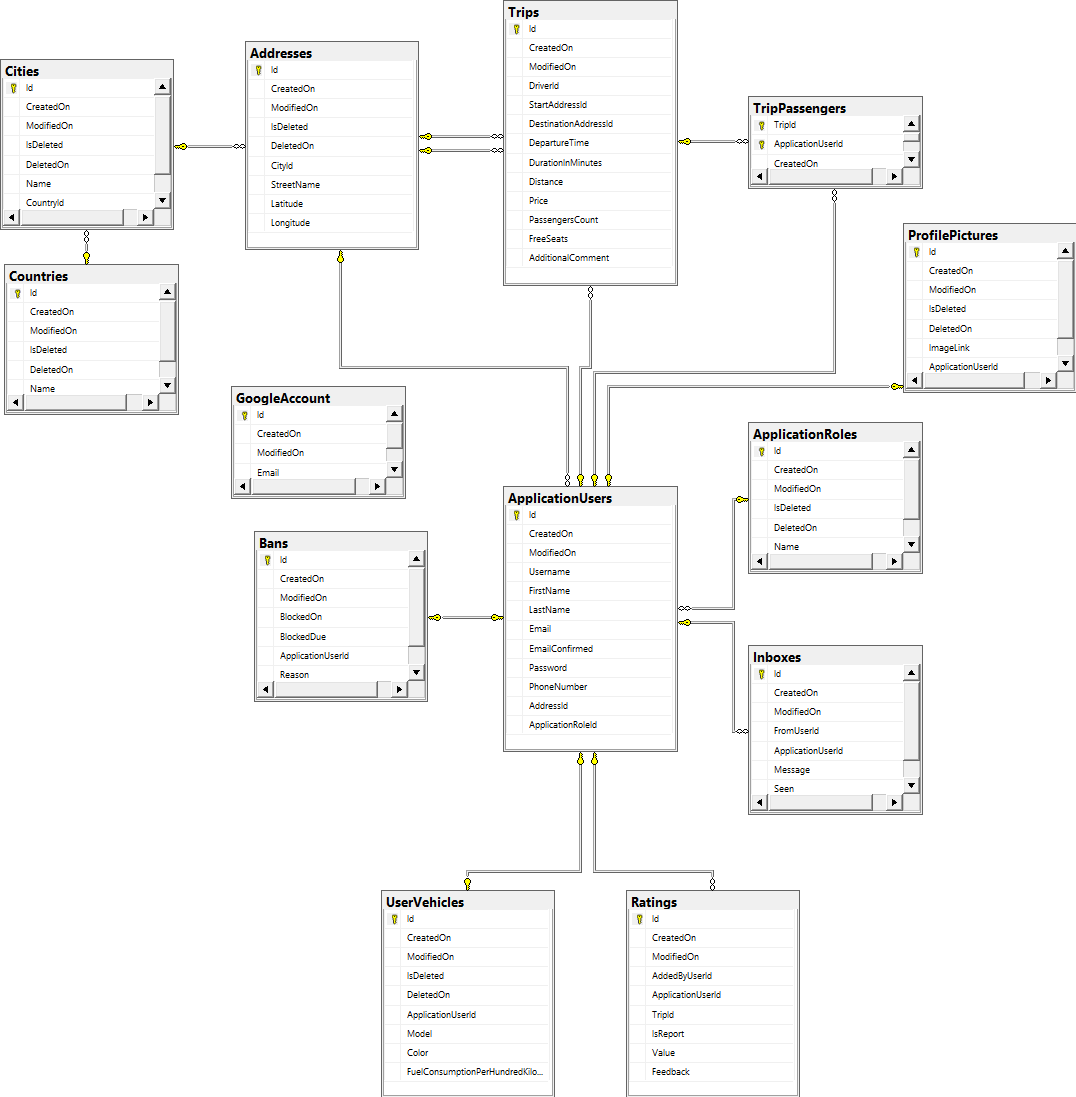 Trips
Id
CreatedOn
ModifiedOn
DriverId
StartAddressId
DestinationAddressId
DepartureTime
DurationInMinutes
Distance
Price
PassengersCount
FreeSeats
AdditionalComment
Addresses
Id
CreatedOn
ModifiedOn
IsDeleted
DeletedOn
CityId
StreetName
Latitude
Longitude
Cities
Id
CreatedOn
ModifiedOn
IsDeleted
DeletedOn
Name
CountryId
TripPassengers
TripId
ApplicationUserId
CreatedOn
ProfilePictures
Id
CreatedOn
ModifiedOn
IsDeleted
DeletedOn
ImageLink
ApplicationUserId
Countries
Id
CreatedOn
ModifiedOn
IsDeleted
DeletedOn
Name
GoogleAccount
Id
CreatedOn
ModifiedOn
Email
ApplicationRoles
Id
CreatedOn
ModifiedOn
IsDeleted
DeletedOn
Name
ApplicationUsers
Id
CreatedOn
ModifiedOn
Username
FirstName
LastName
Email
EmailConfirmed
Password
PhoneNumber
AddressId
ApplicationRoleId
Bans
Id
CreatedOn
ModifiedOn
BlockedOn
BlockedDue
ApplicationUserId
Reason
Inboxes
Id
CreatedOn
ModifiedOn
FromUserId
ApplicationUserId
Message
Seen
UserVehicles
Id
CreatedOn
ModifiedOn
IsDeleted
DeletedOn
ApplicationUserId
Model
Color
FuelConsumptionPerHundredKilo...
Ratings
Id
CreatedOn
ModifiedOn
AddedByUserId
ApplicationUserId
TripId
IsReport
Value
Feedback